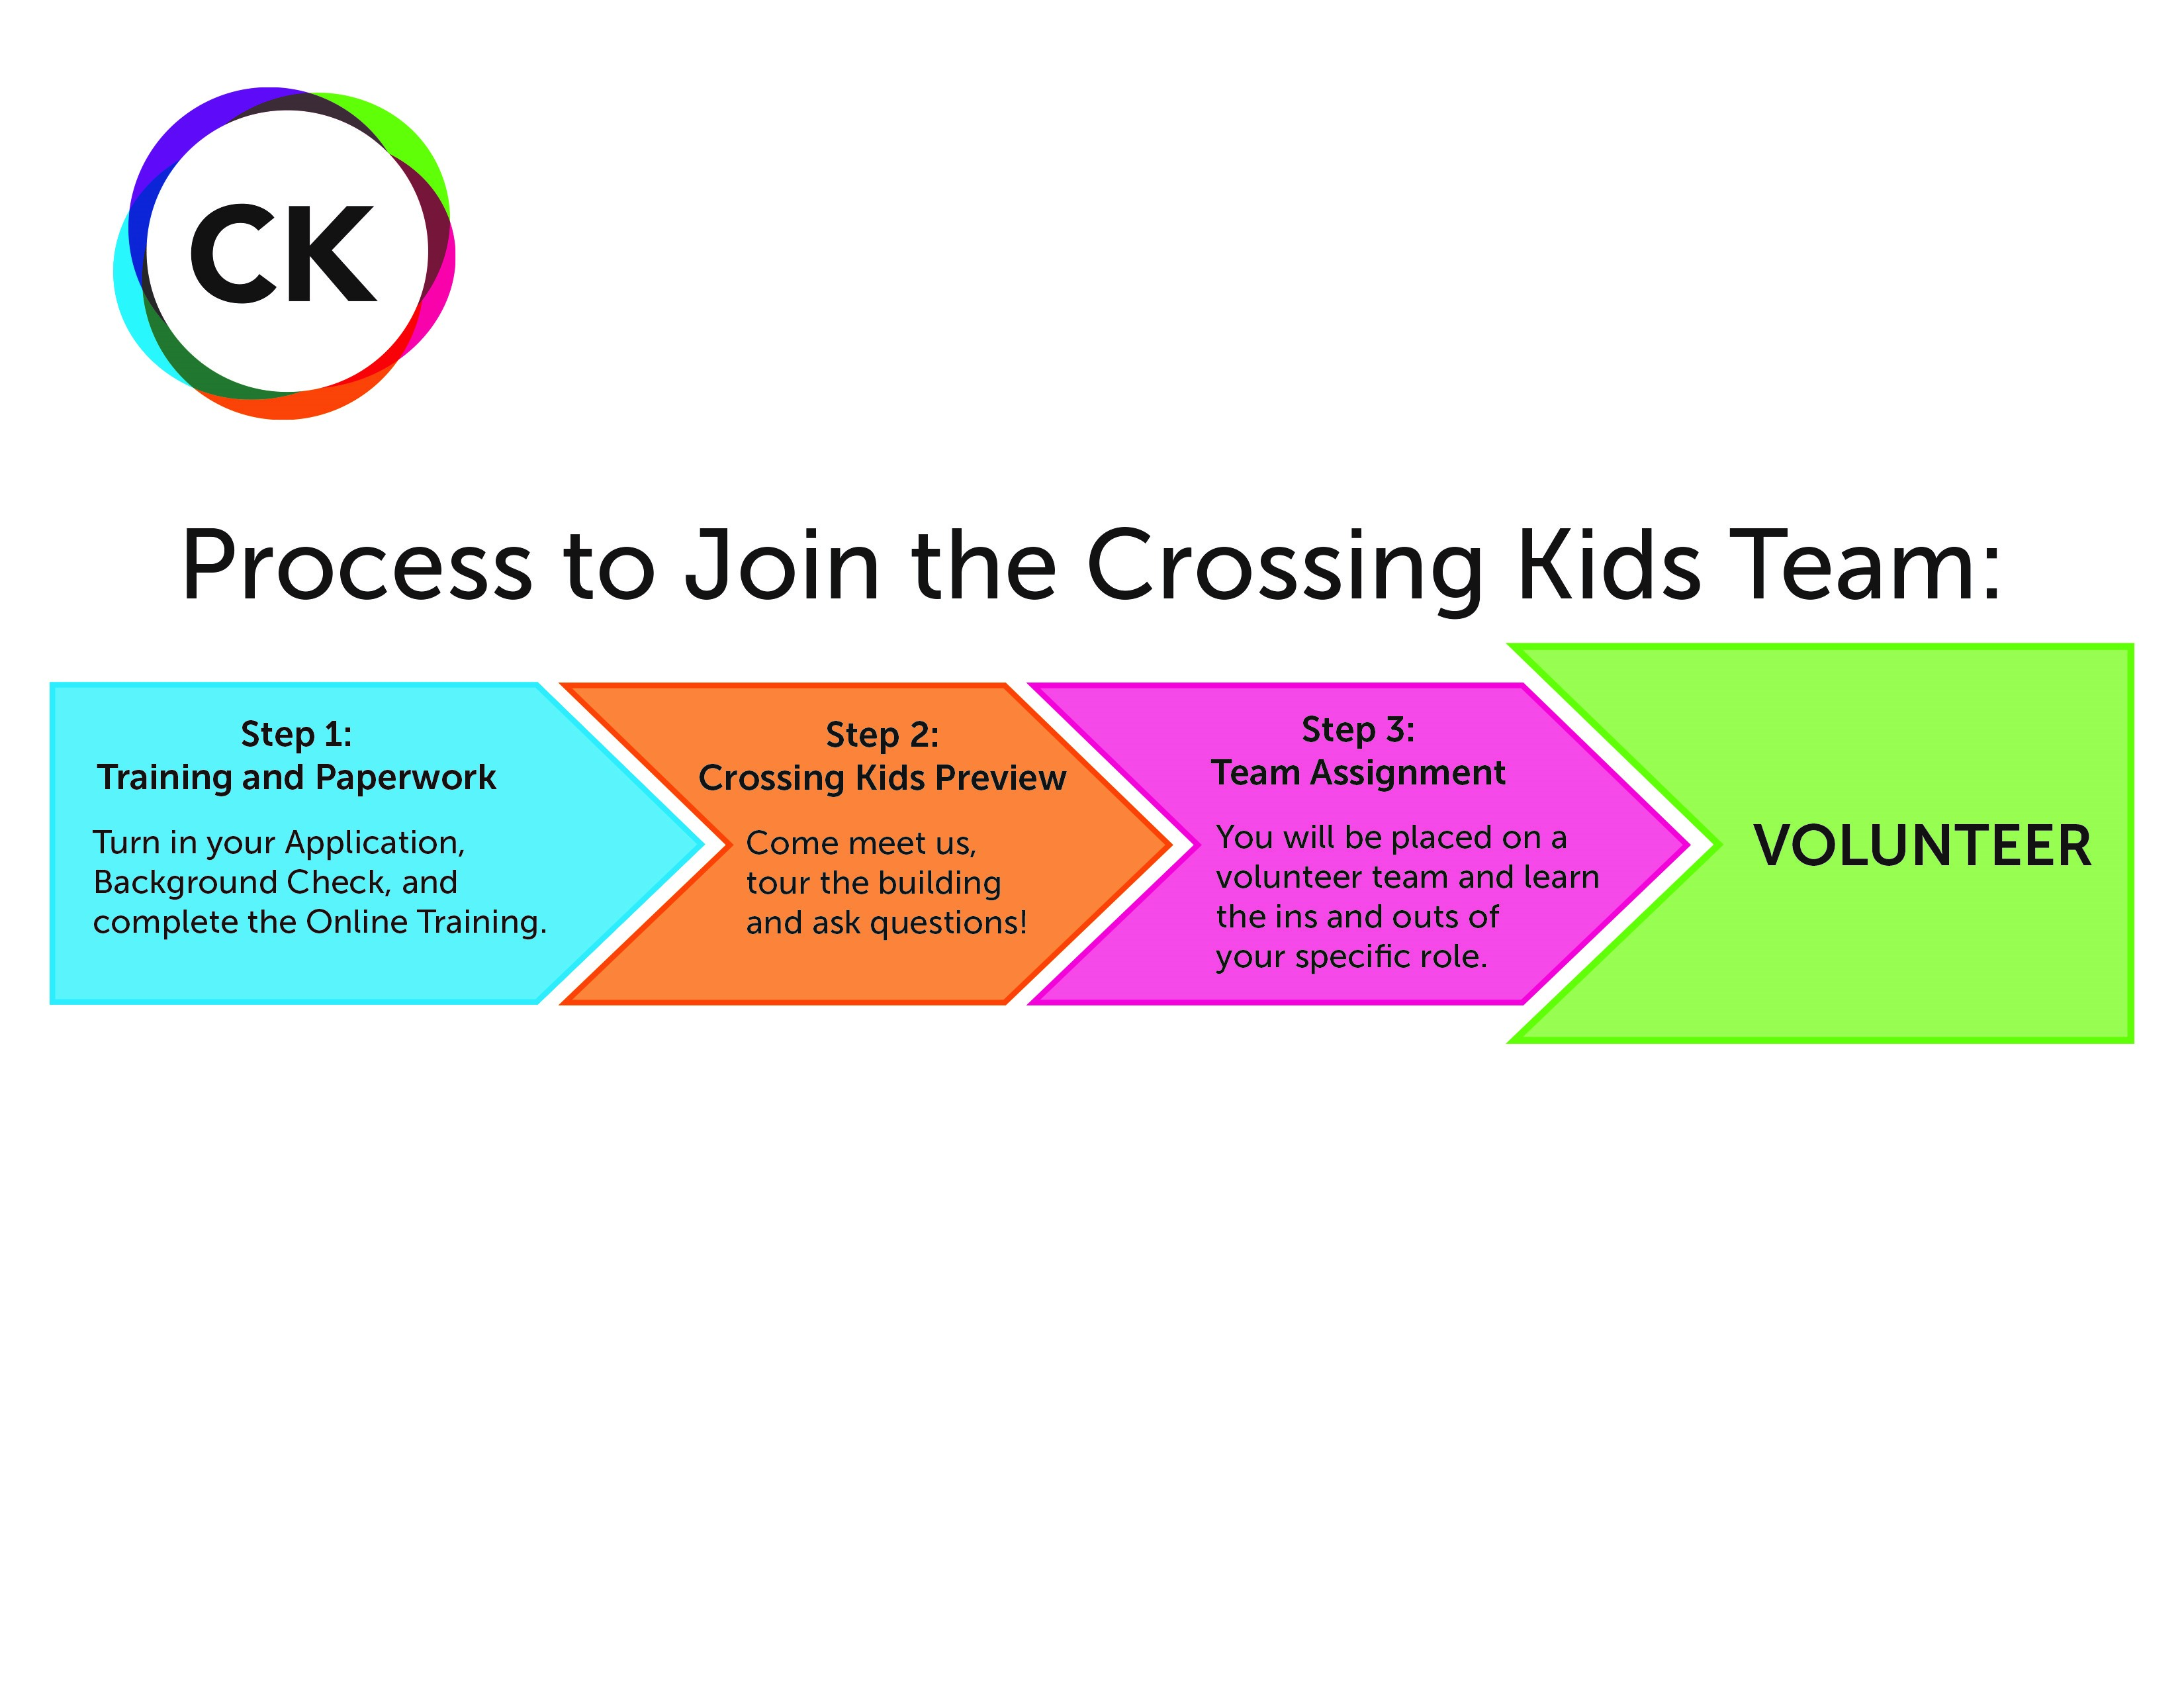 CK
Process to Join the Crossing Kids Team:
Step 1:
Training and Paperwork
Turn in your Application,
Background Check, and
complete the Online Training.
Step 2:
Crossing Kids Preview
Come meet us,
tour the building
and ask questions!
Step 3:
Team Assignment
You will be placed on a
volunteer team and learn
the ins and outs of
your specific role.
VOLUNTEER